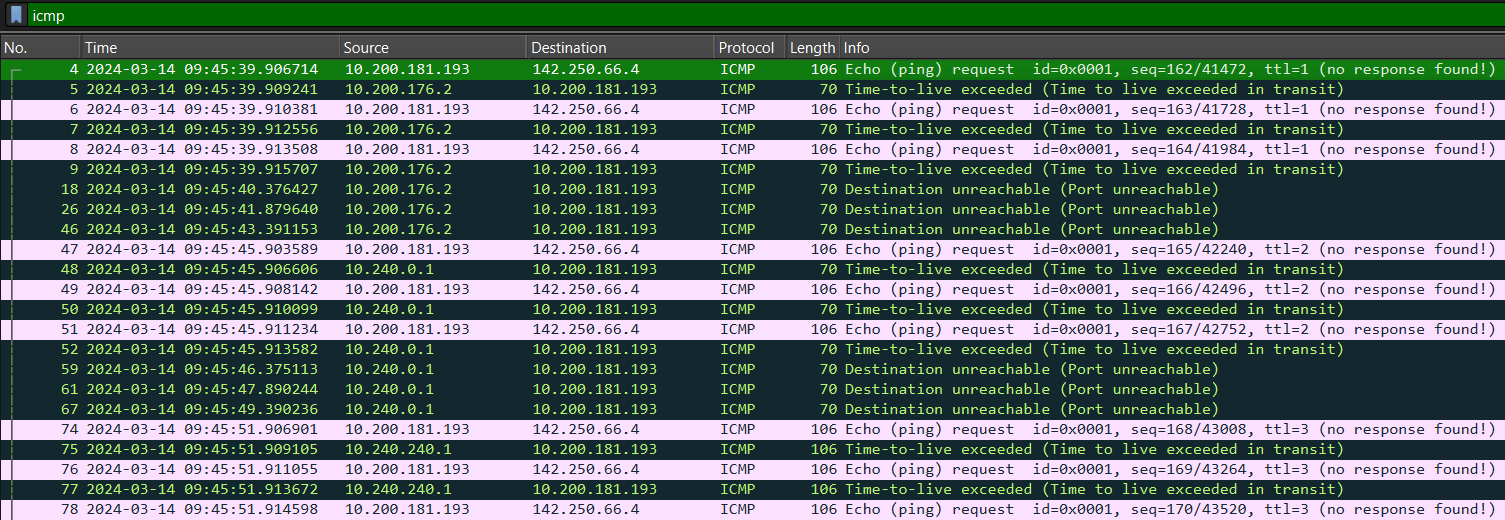 icmp
No. Time Source Destination Protocol Length Info
4 2024-03-14 09:45:39.906714 10.200.181.193 142.250.66.4 ICMP 106 Echo (ping) request id=0x0001, seq=162/41472, ttl=1 (no response found!)
5 2024-03-14 09:45:39.909241 10.200.176.2 10.200.181.193 ICMP 70 Time-to-live exceeded (Time to live exceeded in transit)
6 2024-03-14 09:45:39.910381 10.200.181.193 142.250.66.4 ICMP 106 Echo (ping) request id=0x0001, seq=163/41728, ttl=1 (no response found!)
7 2024-03-14 09:45:39.912556 10.200.176.2 10.200.181.193 ICMP 70 Time-to-live exceeded (Time to live exceeded in transit)
8 2024-03-14 09:45:39.913508 10.200.181.193 142.250.66.4 ICMP 106 Echo (ping) request id=0x0001, seq=164/41984, ttl=1 (no response found!)
9 2024-03-14 09:45:39.915707 10.200.176.2 10.200.181.193 ICMP 70 Time-to-live exceeded (Time to live exceeded in transit)
18 2024-03-14 09:45:40.376427 10.200.176.2 10.200.181.193 ICMP 70 Destination unreachable (Port unreachable)
26 2024-03-14 09:45:41.879640 10.200.176.2 10.200.181.193 ICMP 70 Destination unreachable (Port unreachable)
46 2024-03-14 09:45:43.391153 10.200.176.2 10.200.181.193 ICMP 70 Destination unreachable (Port unreachable)
47 2024-03-14 09:45:45.903589 10.200.181.193 142.250.66.4 ICMP 106 Echo (ping) request id=0x0001, seq=165/42240, ttl=2 (no response found!)
48 2024-03-14 09:45:45.906606 10.240.0.1 10.200.181.193 ICMP 70 Time-to-live exceeded (Time to live exceeded in transit)
49 2024-03-14 09:45:45.908142 10.200.181.193 142.250.66.4 ICMP 106 Echo (ping) request id=0x0001, seq=166/42496, ttl=2 (no response found!)
50 2024-03-14 09:45:45.910099 10.240.0.1 10.200.181.193 ICMP 70 Time-to-live exceeded (Time to live exceeded in transit)
51 2024-03-14 09:45:45.911234 10.200.181.193 142.250.66.4 ICMP 106 Echo (ping) request id=0x0001, seq=167/42752, ttl=2 (no response found!)
52 2024-03-14 09:45:45.913582 10.240.0.1 10.200.181.193 ICMP 70 Time-to-live exceeded (Time to live exceeded in transit)
59 2024-03-14 09:45:46.375113 10.240.0.1 10.200.181.193 ICMP 70 Destination unreachable (Port unreachable)
61 2024-03-14 09:45:47.890244 10.240.0.1 10.200.181.193 ICMP 70 Destination unreachable (Port unreachable)
67 2024-03-14 09:45:49.390236 10.240.0.1 10.200.181.193 ICMP 70 Destination unreachable (Port unreachable)
74 2024-03-14 09:45:51.906901 10.200.181.193 142.250.66.4 ICMP 106 Echo (ping) request id=0x0001, seq=168/43008, ttl=3 (no response found!)
75 2024-03-14 09:45:51.909105 10.240.240.1 10.200.181.193 ICMP 106 Time-to-live exceeded (Time to live exceeded in transit)
76 2024-03-14 09:45:51.911055 10.200.181.193 142.250.66.4 ICMP 106 Echo (ping) request id=0x0001, seq=169/43264, ttl=3 (no response found!)
77 2024-03-14 09:45:51.913672 10.240.240.1 10.200.181.193 ICMP 106 Time-to-live exceeded (Time to live exceeded in transit)
78 2024-03-14 09:45:51.914598 10.200.181.193 142.250.66.4 ICMP 106 Echo (ping) request id=0x0001, seq=170/43520, ttl=3 (no response found!)